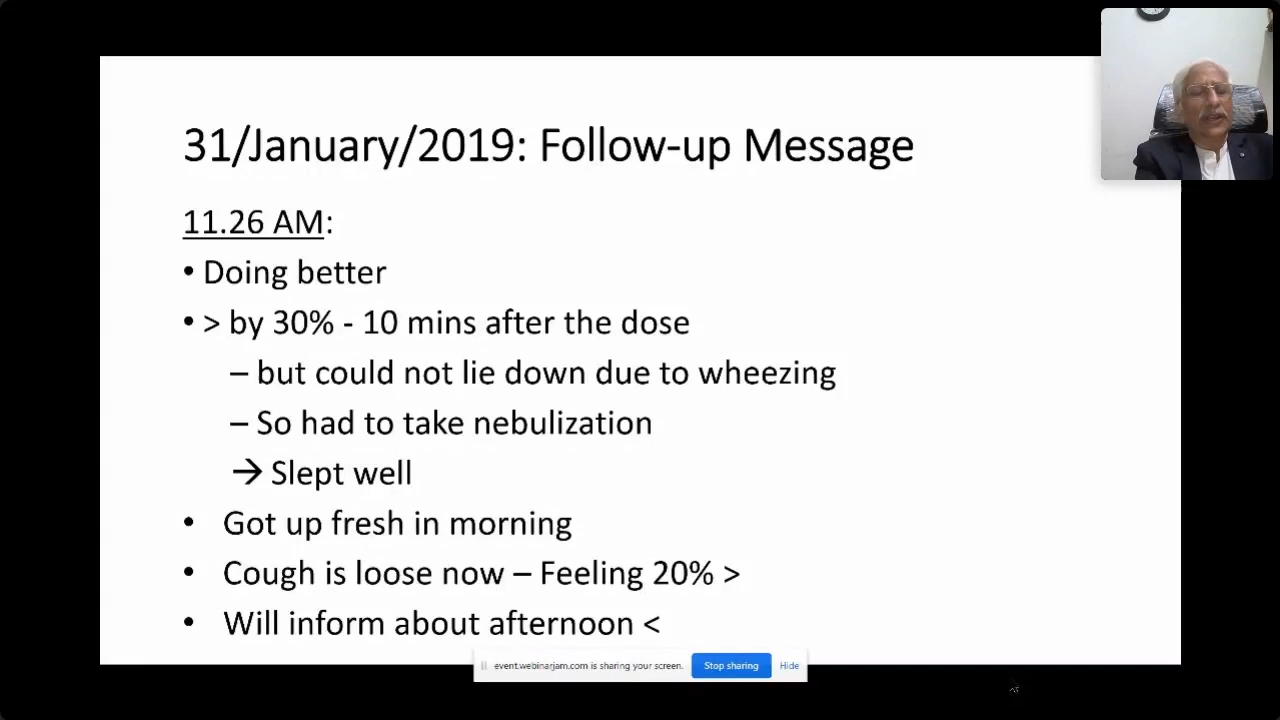 31/January/2019: Follow-up Message
11.26 AM:
• Doing better
• > by 30% - 10 mins after the dose
– but could not lie down due to wheezing
– So had to take nebulization
→ Slept well
• Got up fresh in morning
• Cough is loose now – Feeling 20% >
• Will inform about afternoon <
event.webinarjam.com is sharing your screen. Stop sharing Hide